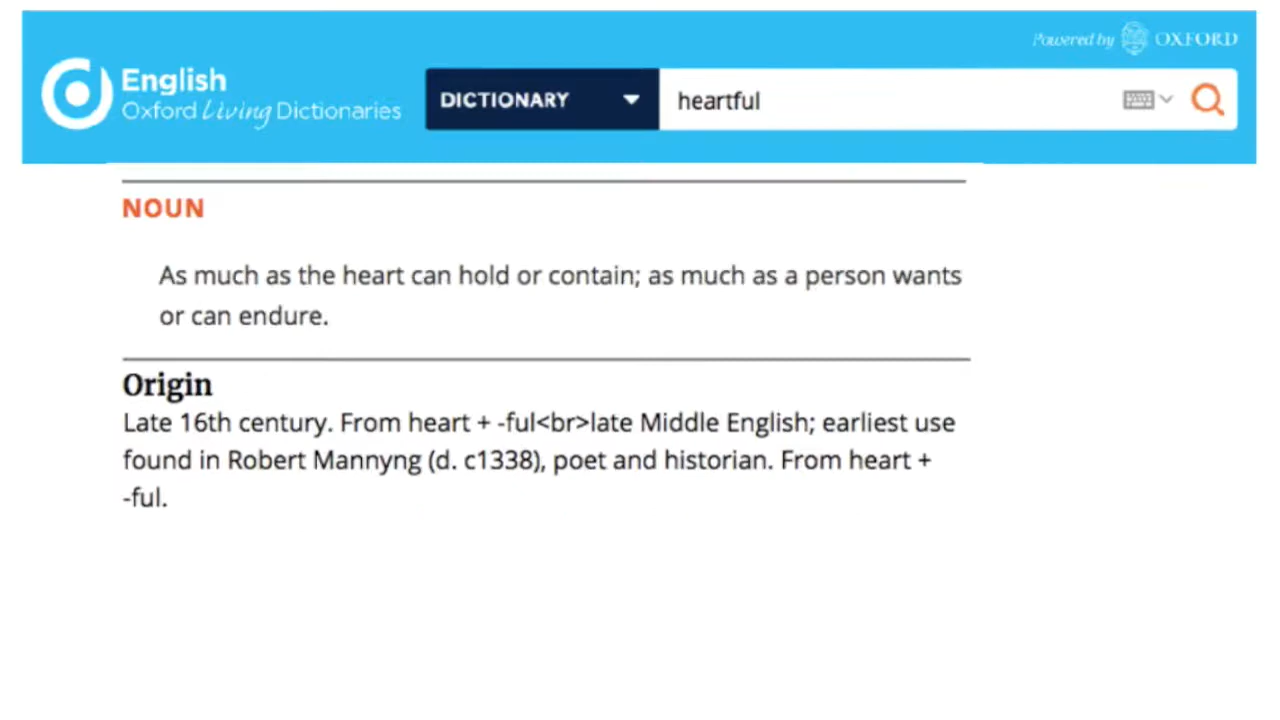 Powered by OXFORD
English
Oxford Living Dictionaries
DICTIONARY
heartful
NOUN
As much as the heart can hold or contain; as much as a person wants
or can endure.
Origin
Late 16th century. From heart + -ful<br>late Middle English; earliest use
found in Robert Mannyng (d. c1338), poet and historian. From heart +
-ful.